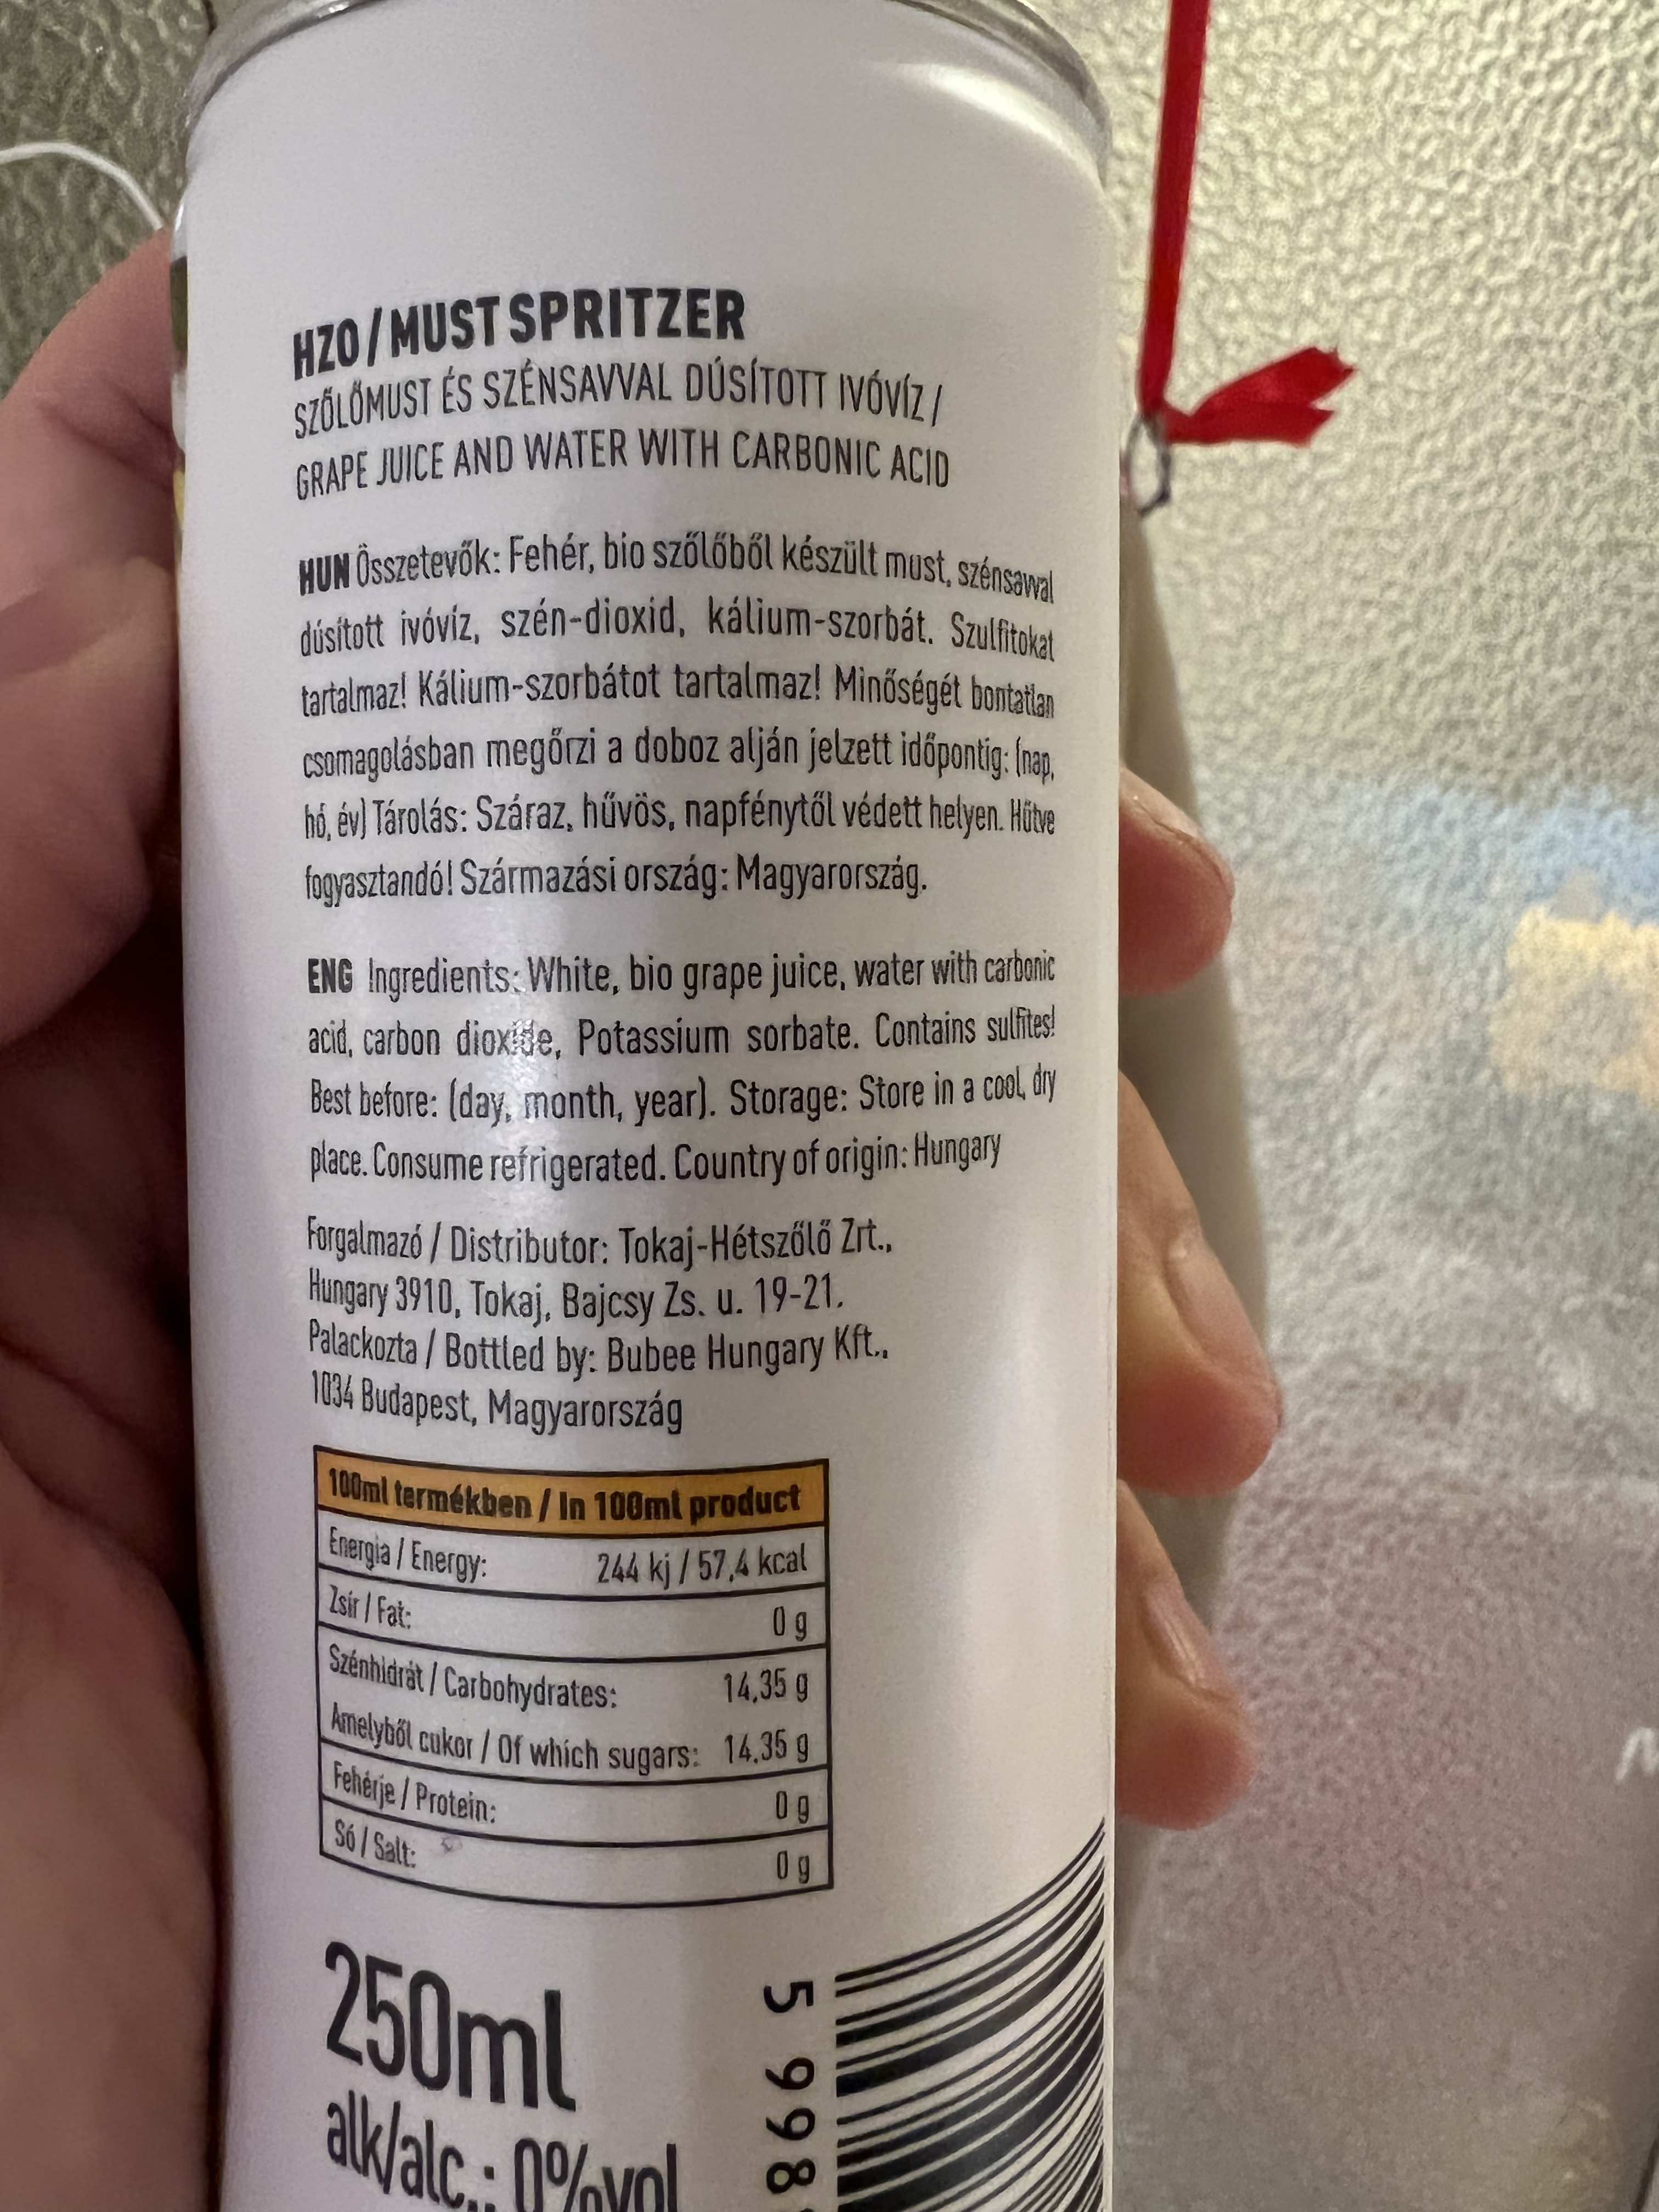 HZO / MUST SPRITZER
SZŐLŐMUST ÉS SZÉNSAVVAL DÚSÍTOTT IVÓVÍZ /
GRAPE JUICE AND WATER WITH CARBONIC ACID
HUN Összetevők: Fehér, bio szőlőből készült must, szénsavval
dúsított ivóvíz, szén-dioxid, kálium-szorbát. Szulfitokat
tartalmaz! Kálium-szorbátot tartalmaz! Minőségét bontatlan
csomagolásban megőrzi a doboz alján jelzett időpontig: (nap,
hó, év) Tárolás: Száraz, hűvös, napfénytől védett helyen. Hűtve
fogyasztandó! Származási ország: Magyarország.
ENG Ingredients: White, bio grape juice, water with carbonic
acid, carbon dioxide, Potassium sorbate. Contains sulfites!
Best before: (day, month, year). Storage: Store in a cool, dry
place. Consume refrigerated. Country of origin: Hungary
Forgalmazó / Distributor: Tokaj-Hétszőlő Zrt.,
Hungary 3910, Tokaj, Bajcsy Zs. u. 19-21.
Palackozta / Bottled by: Bubee Hungary Kft.,
1034 Budapest, Magyarország
100ml termékben / In 100ml product
Energia / Energy: 244 kj / 57,4 kcal
Zsír / Fat: 0 g
Szénhidrát / Carbohydrates: 14,35 g
Amelyből cukor / Of which sugars: 14,35 g
Fehérje / Protein: 0 g
Só / Salt: 0 g
250ml
alk/alc.: 0%vol
5 998